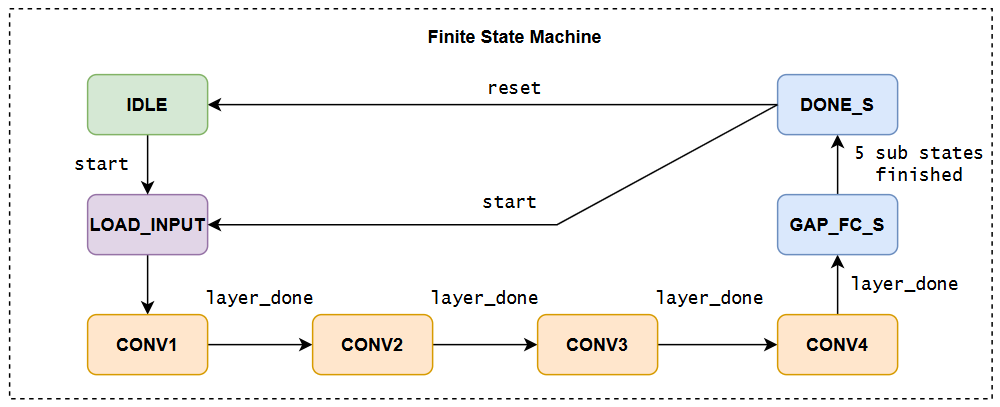 Finite State Machine
IDLE
reset
DONE_S
start
5 sub states
finished
LOAD_INPUT
start
GAP_FC_S
layer_done
layer_done
layer_done
layer_done
CONV1
CONV2
CONV3
CONV4